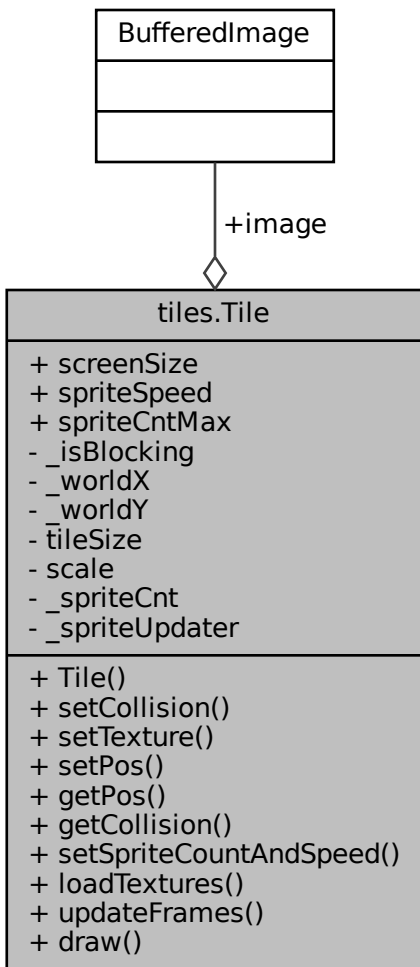 BufferedImage
+image
tiles.Tile
+ screenSize
+ spriteSpeed
+ spriteCntMax
- _isBlocking
- _worldX
- _worldY
- tileSize
- scale
- _spriteCnt
- _spriteUpdater
+ Tile()
+ setCollision()
+ setTexture()
+ setPos()
+ getPos()
+ getCollision()
+ setSpriteCountAndSpeed()
+ loadTextures()
+ updateFrames()
+ draw()